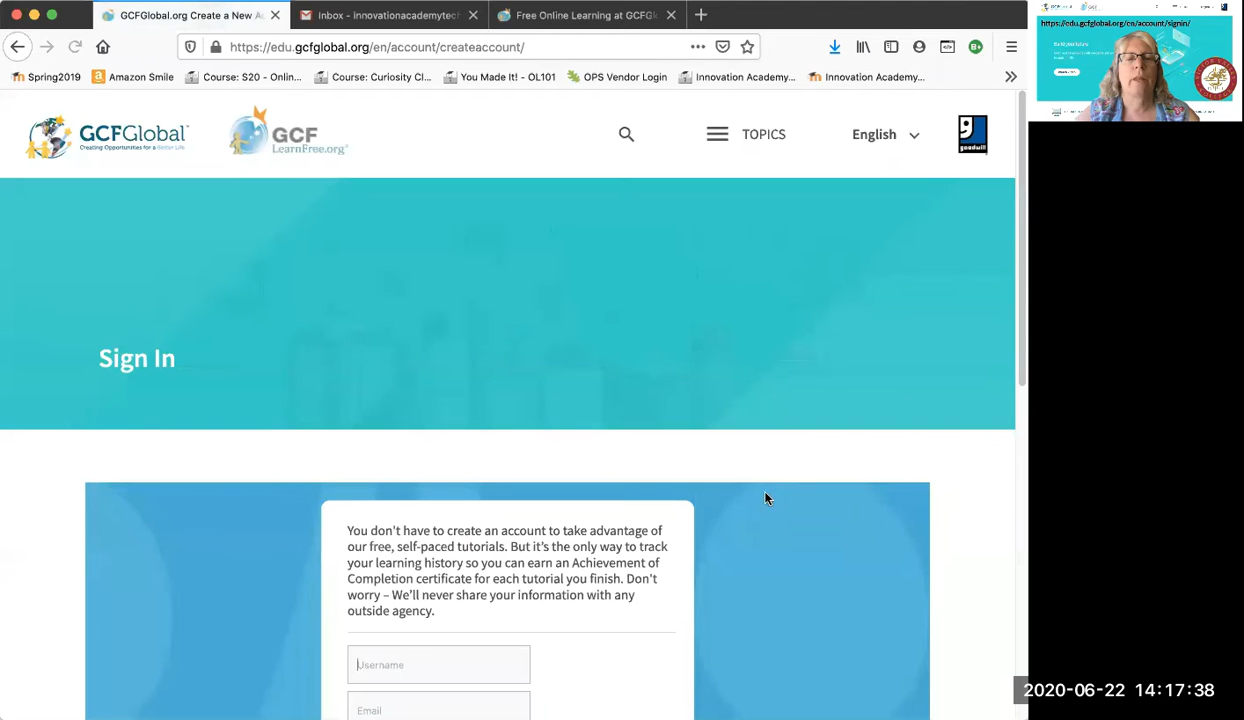 GCFGlobal.org Create a New A
Inbox - innovationacademytec
Free Online Learning at GCFGl
https://edu.gcfglobal.org/en/account/createaccount/
Spring2019
Amazon Smile
Course: S20 - Onlin...
Course: Curiosity Cl...
You Made It! - OL101
OPS Vendor Login
Innovation Academy...
Innovation Academy...
GCFGlobal
Creating Opportunities for a Better Life
GCF
LearnFree.org
TOPICS
English
goodwill
Sign In
You don't have to create an account to take advantage of
our free, self-paced tutorials. But it's the only way to track
your learning history so you can earn an Achievement of
Completion certificate for each tutorial you finish. Don't
worry – We'll never share your information with any
outside agency.
Username
Email
https://edu.gcfglobal.org/en/account/signin/
2020-06-22 14:17:38